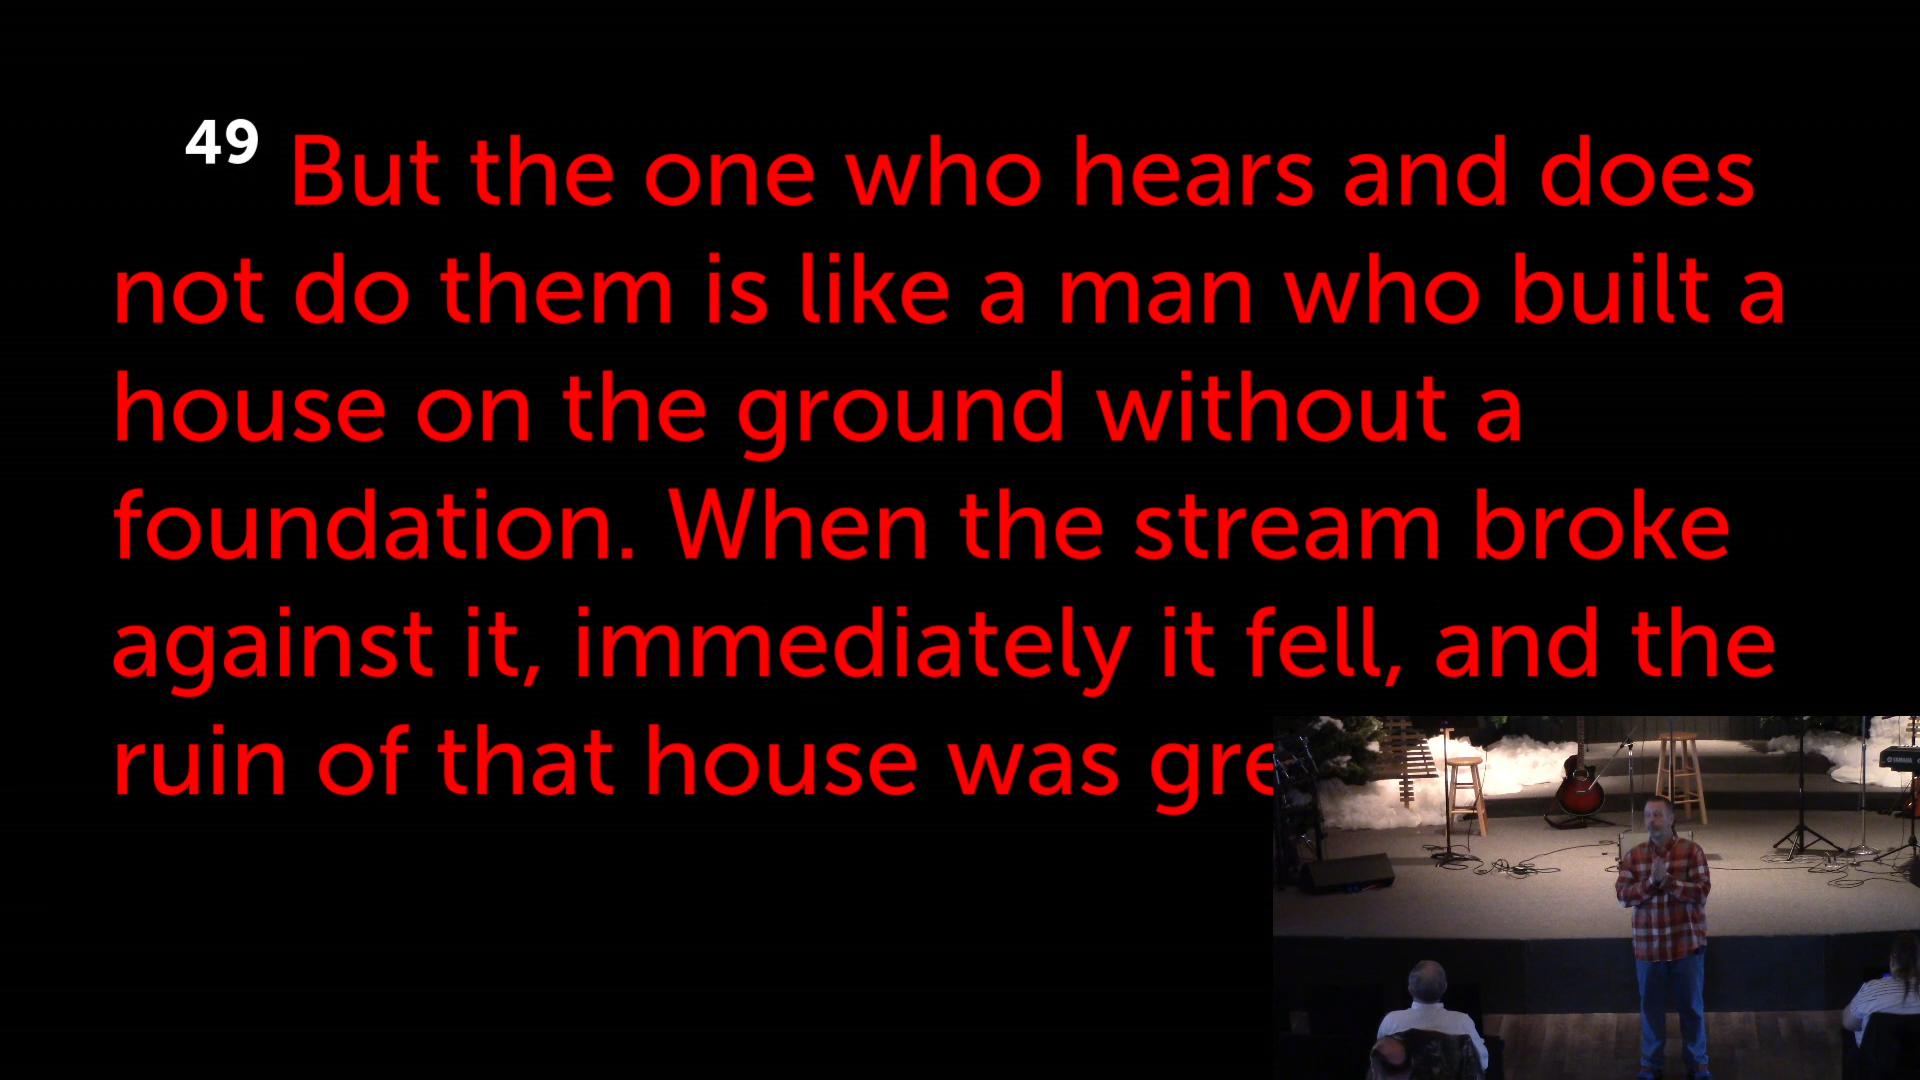 49 But the one who hears and does
not do them is like a man who built a
house on the ground without a
foundation. When the stream broke
against it, immediately it fell, and the
ruin of that house was gre
YAMAHA